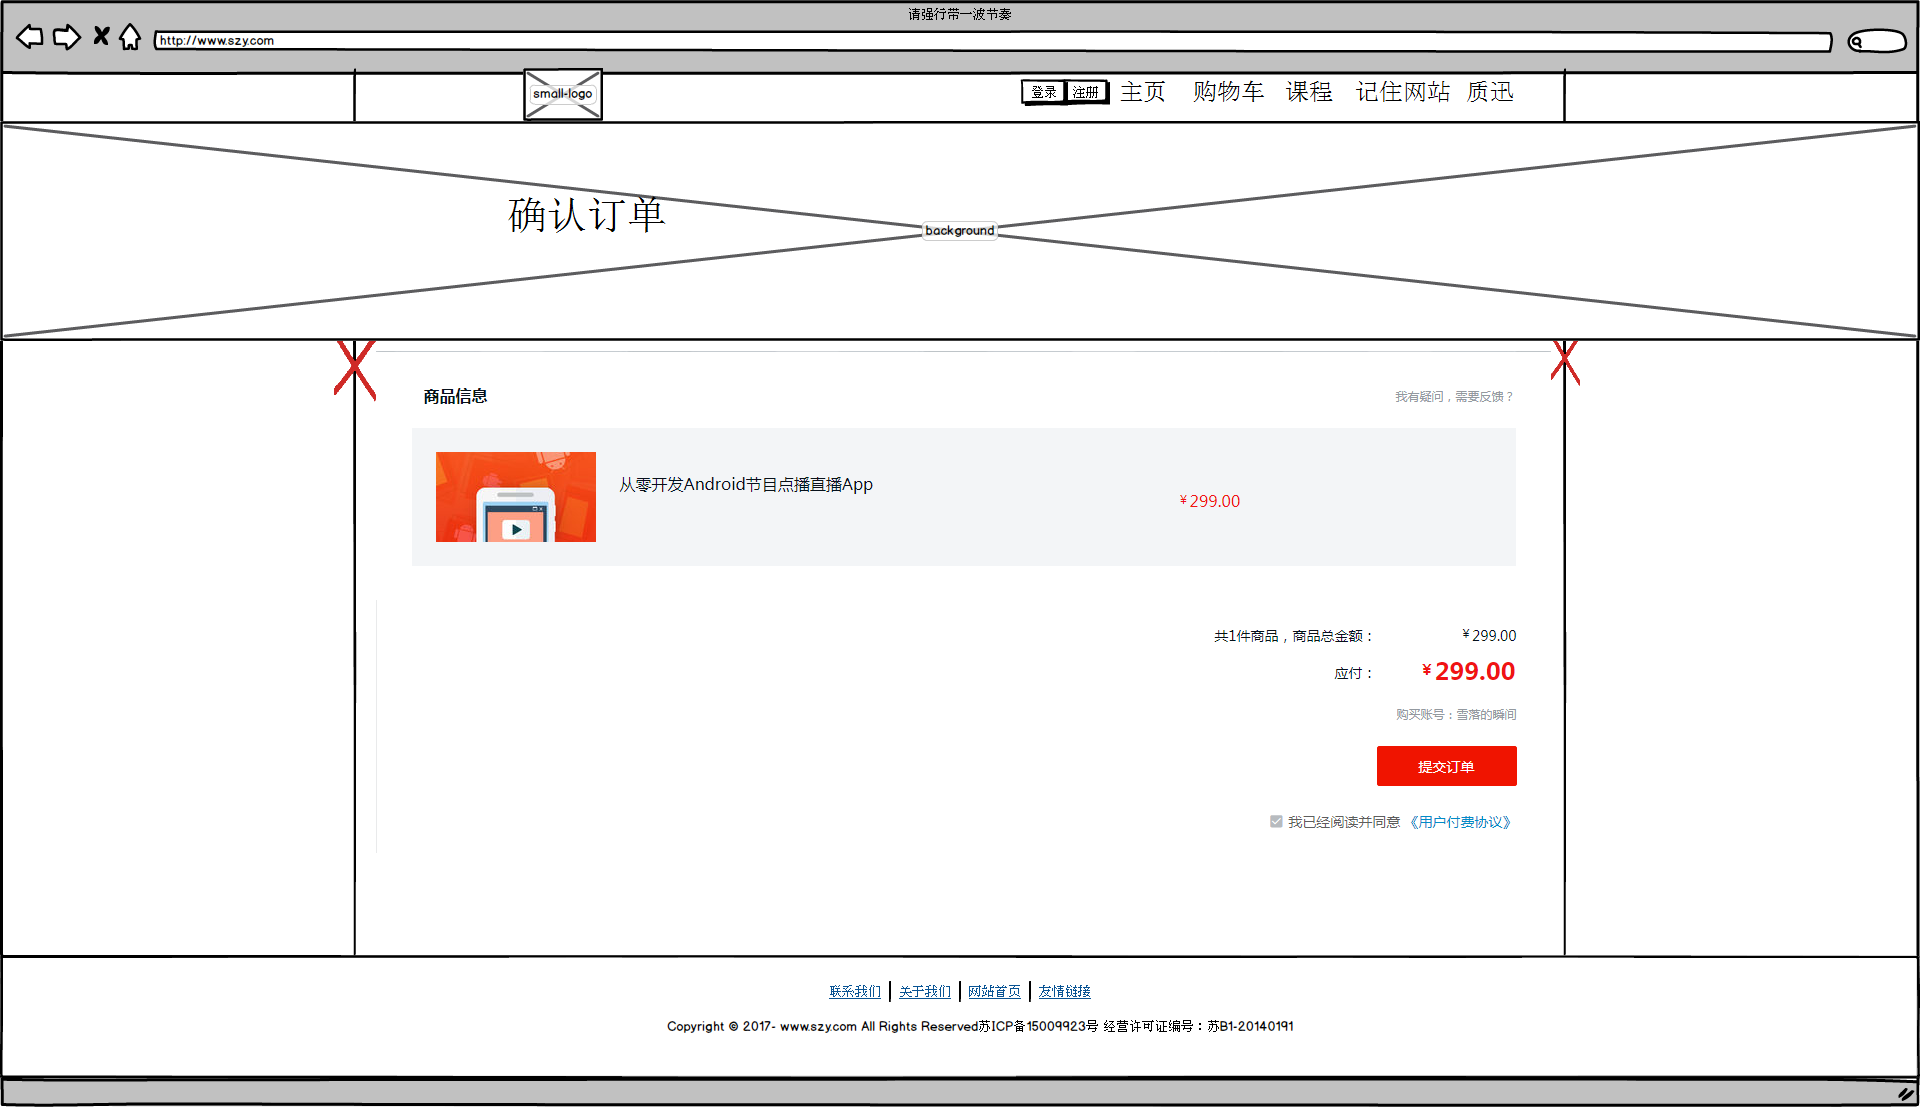 请强行带一波节奏
http://www.szy.com
small-logo
登录 注册 主页 购物车 课程 记住网站 质迅
确认订单
background
商品信息
我有疑问，需要反馈？
从零开发Android节目点播直播App
¥299.00
共1件商品，商品总金额： ¥299.00
应付： ¥299.00
购买账号：雪落的瞬间
提交订单
我已经阅读并同意 《用户付费协议》
联系我们 关于我们 网站首页 友情链接
Copyright © 2017- www.szy.com All Rights Reserved苏ICP备15009923号 经营许可证编号：苏B1-20140191